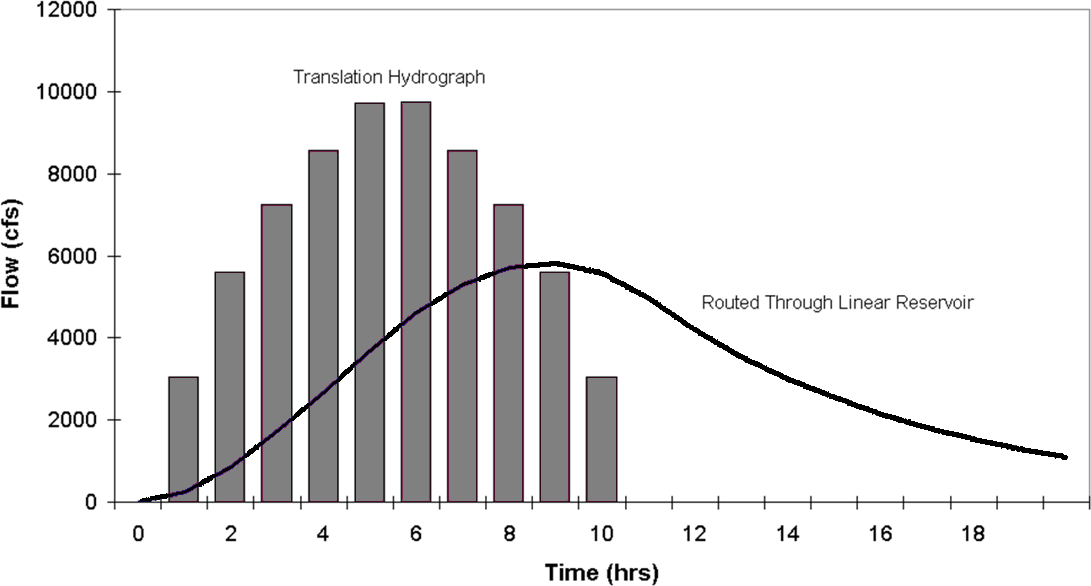 12000
Translation Hydrograph
10000
8000
6000
Routed Through Linear Reservoir
4000
2000
0
Flow (cfs)
0 2 4 6 8 10 12 14 16 18
Time (hrs)